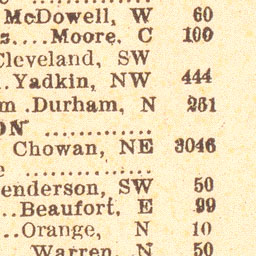 McDowell, W 60
....Moore, C 100
Cleveland, SW
..Yadkin, NW 444
m .Durham, N 261
ON ..............
Chowan, NE 3046
e ................
enderson, SW 50
...Beaufort, E 99
...Orange, N 10
Warren, N 50